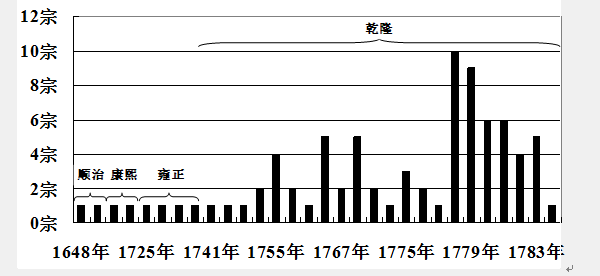 12宗
乾隆
10宗
8宗
6宗
4宗
顺治 康熙 雍正
2宗
0宗
1648年 1725年 1741年 1755年 1767年 1775年 1779年 1783年